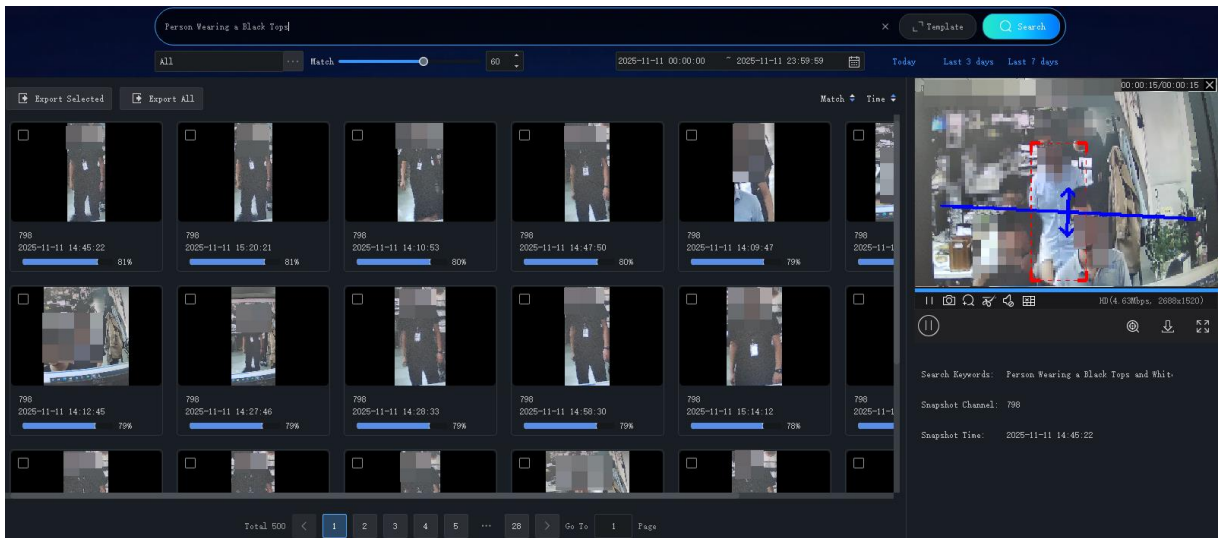 Person Wearing a Black Tops × Template Search
All ··· Match 60 2025-11-11 00:00:00 ~ 2025-11-11 23:59:59 Today Last 3 days Last 7 days
Export Selected Export All Match Time
00:00:15/00:00:15 X
798 798 798 798 798 798
2025-11-11 14:45:22 2025-11-11 15:20:21 2025-11-11 14:10:53 2025-11-11 14:47:50 2025-11-11 14:09:47 2025-11-1
81% 81% 80% 80% 79%
HD(4.63Mbps, 2688x1520)
798 798 798 798 798 798
2025-11-11 14:12:45 2025-11-11 14:27:46 2025-11-11 14:28:33 2025-11-11 14:58:30 2025-11-11 15:14:12 2025-11-1
79% 79% 79% 79% 78%
Search Keywords: Person Wearing a Black Tops and Whit
Snapshot Channel: 798
Snapshot Time: 2025-11-11 14:45:22
Total 500 < 1 2 3 4 5 ··· 28 > Go To 1 Page